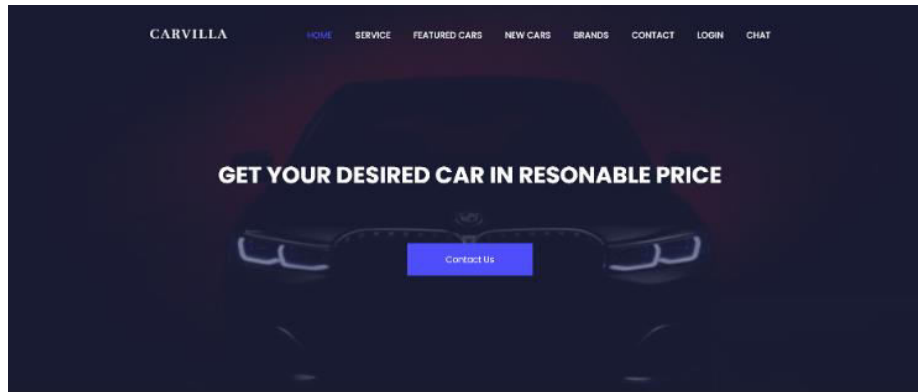 CARVILLA HOME SERVICE FEATURED CARS NEW CARS BRANDS CONTACT LOGIN CHAT
GET YOUR DESIRED CAR IN RESONABLE PRICE
Contact Us